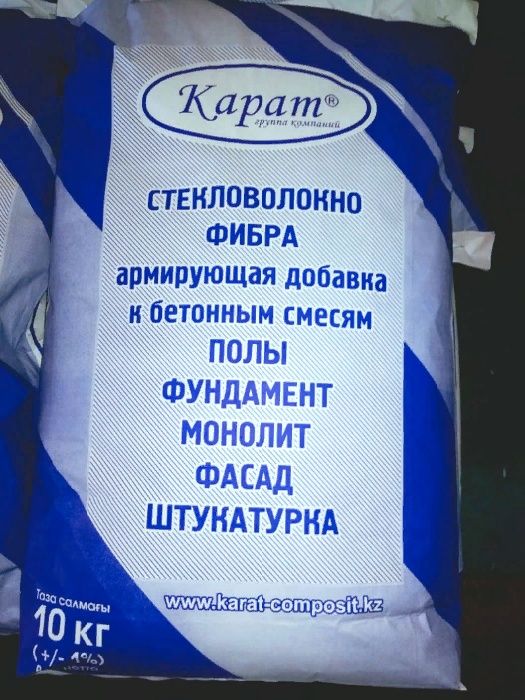 Карат®
группа компаний
СТЕКЛОВОЛОКНО
ФИБРА
армирующая добавка
к бетонным смесям
ПОЛЫ
ФУНДАМЕНТ
МОНОЛИТ
ФАСАД
ШТУКАТУРКА
www.karat-composit.kz
Таза салмағы
10 кг
(+/- 1%)